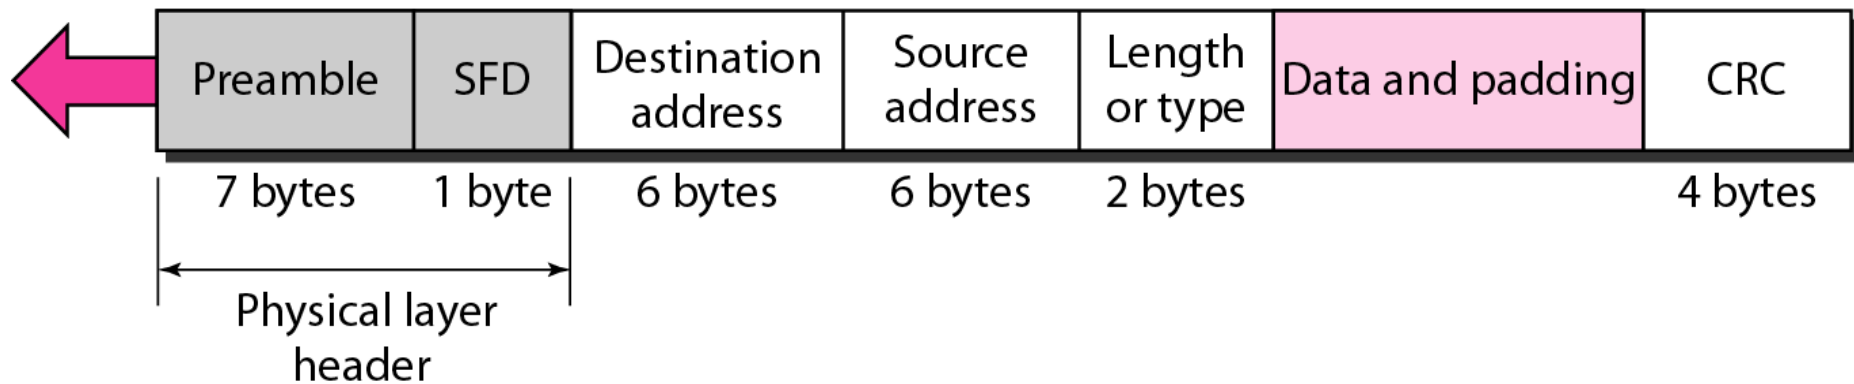 Preamble
SFD
Destination
address
Source
address
Length
or type
Data and padding
CRC
7 bytes
1 byte
6 bytes
6 bytes
2 bytes
4 bytes
Physical layer
header